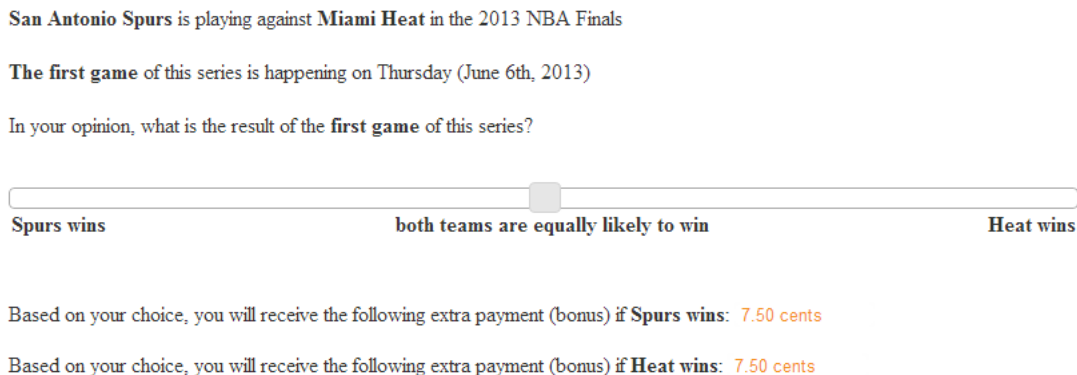 San Antonio Spurs is playing against Miami Heat in the 2013 NBA Finals
The first game of this series is happening on Thursday (June 6th, 2013)
In your opinion, what is the result of the first game of this series?
Spurs wins both teams are equally likely to win Heat wins
Based on your choice, you will receive the following extra payment (bonus) if Spurs wins: 7.50 cents
Based on your choice, you will receive the following extra payment (bonus) if Heat wins: 7.50 cents